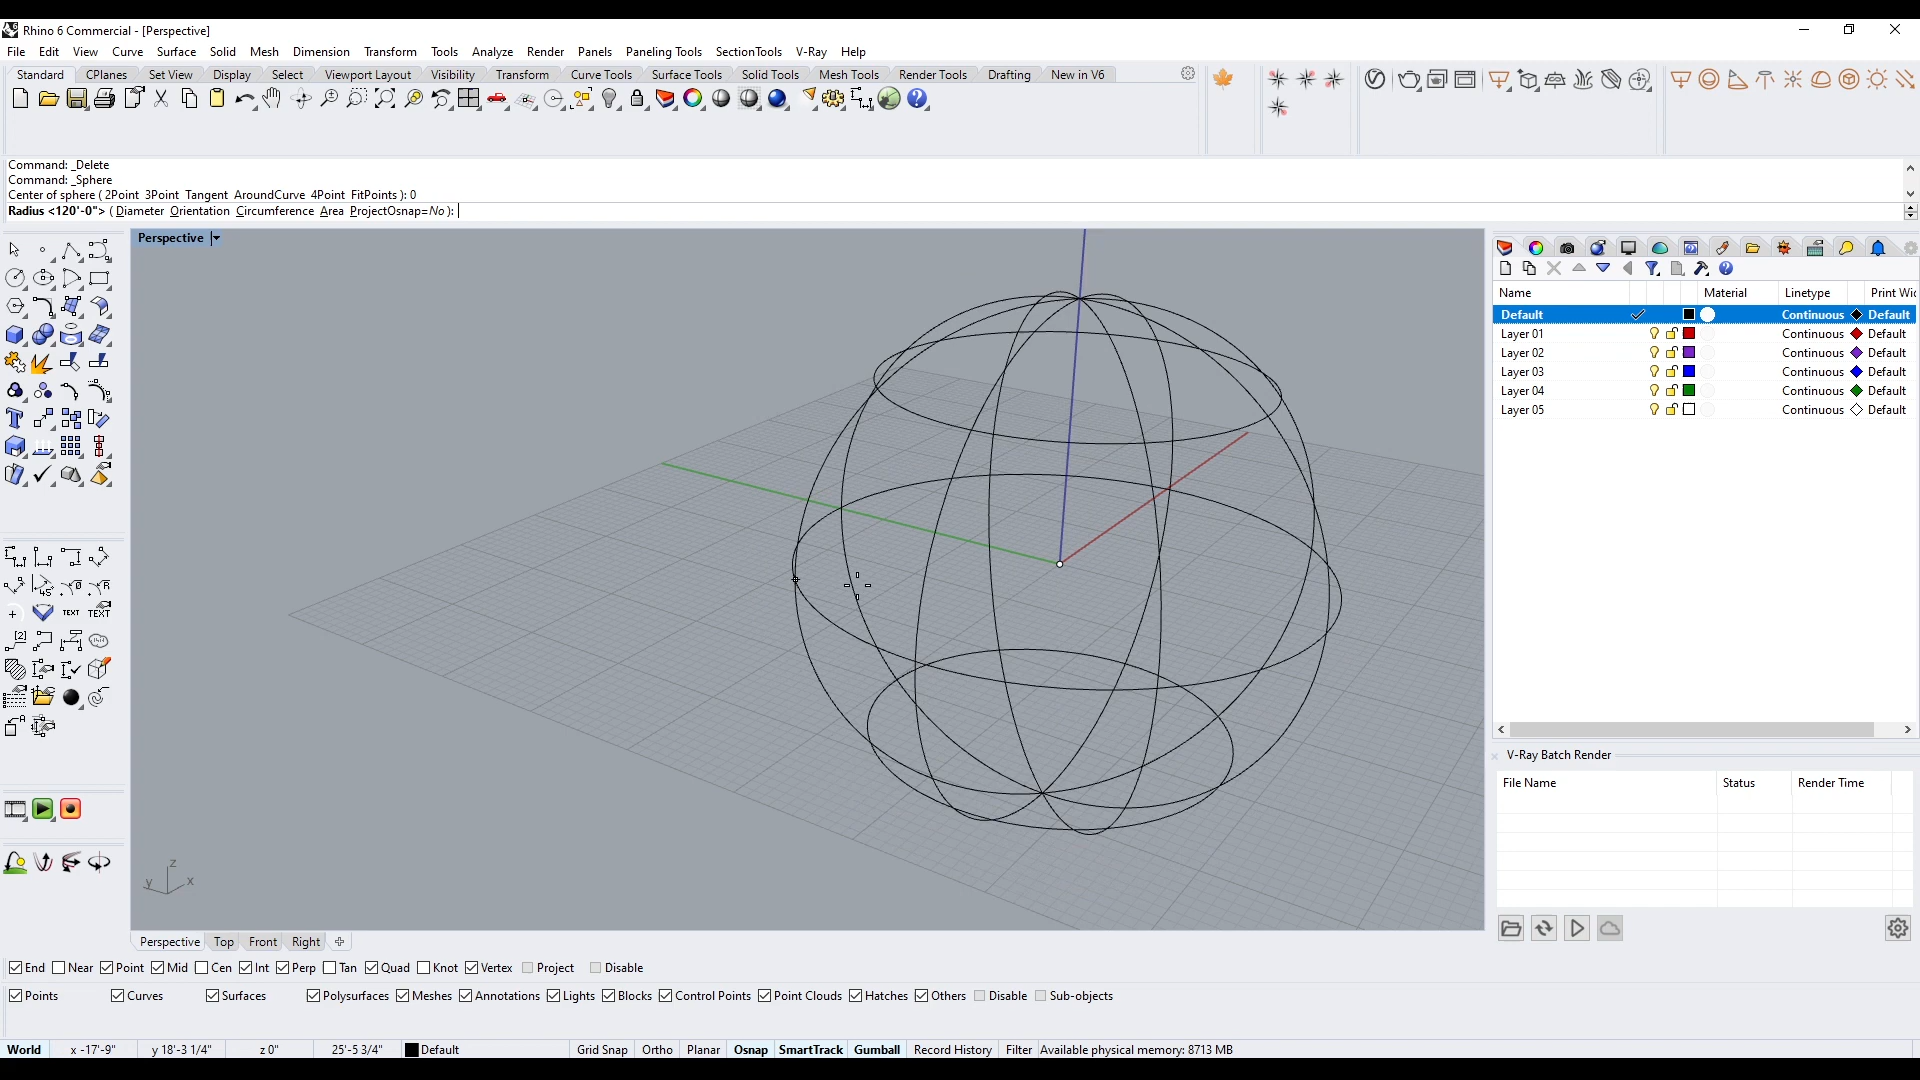 Rhino 6 Commercial - [Perspective]
File Edit View Curve Surface Solid Mesh Dimension Transform Tools Analyze Render Panels Paneling Tools SectionTools V-Ray Help
Standard CPlanes Set View Display Select Viewport Layout Visibility Transform Curve Tools Surface Tools Solid Tools Mesh Tools Render Tools Drafting New in V6
Command: _Delete
Command: _Sphere
Center of sphere ( 2Point 3Point Tangent AroundCurve 4Point FitPoints ): 0
Radius <120'-0"> ( Diameter Orientation Circumference Area ProjectOsnap=No ):
Perspective
Name Material Linetype Print Wi
Default Continuous Default
Layer 01 Continuous Default
Layer 02 Continuous Default
Layer 03 Continuous Default
Layer 04 Continuous Default
Layer 05 Continuous Default
TEXT TEXT
V-Ray Batch Render
File Name Status Render Time
z
y x
Perspective Top Front Right
End Near Point Mid Cen Int Perp Tan Quad Knot Vertex Project Disable
Points Curves Surfaces Polysurfaces Meshes Annotations Lights Blocks Control Points Point Clouds Hatches Others Disable Sub-objects
World x -17'-9" y 18'-3 1/4" z 0" 25'-5 3/4" Default Grid Snap Ortho Planar Osnap SmartTrack Gumball Record History Filter Available physical memory: 8713 MB